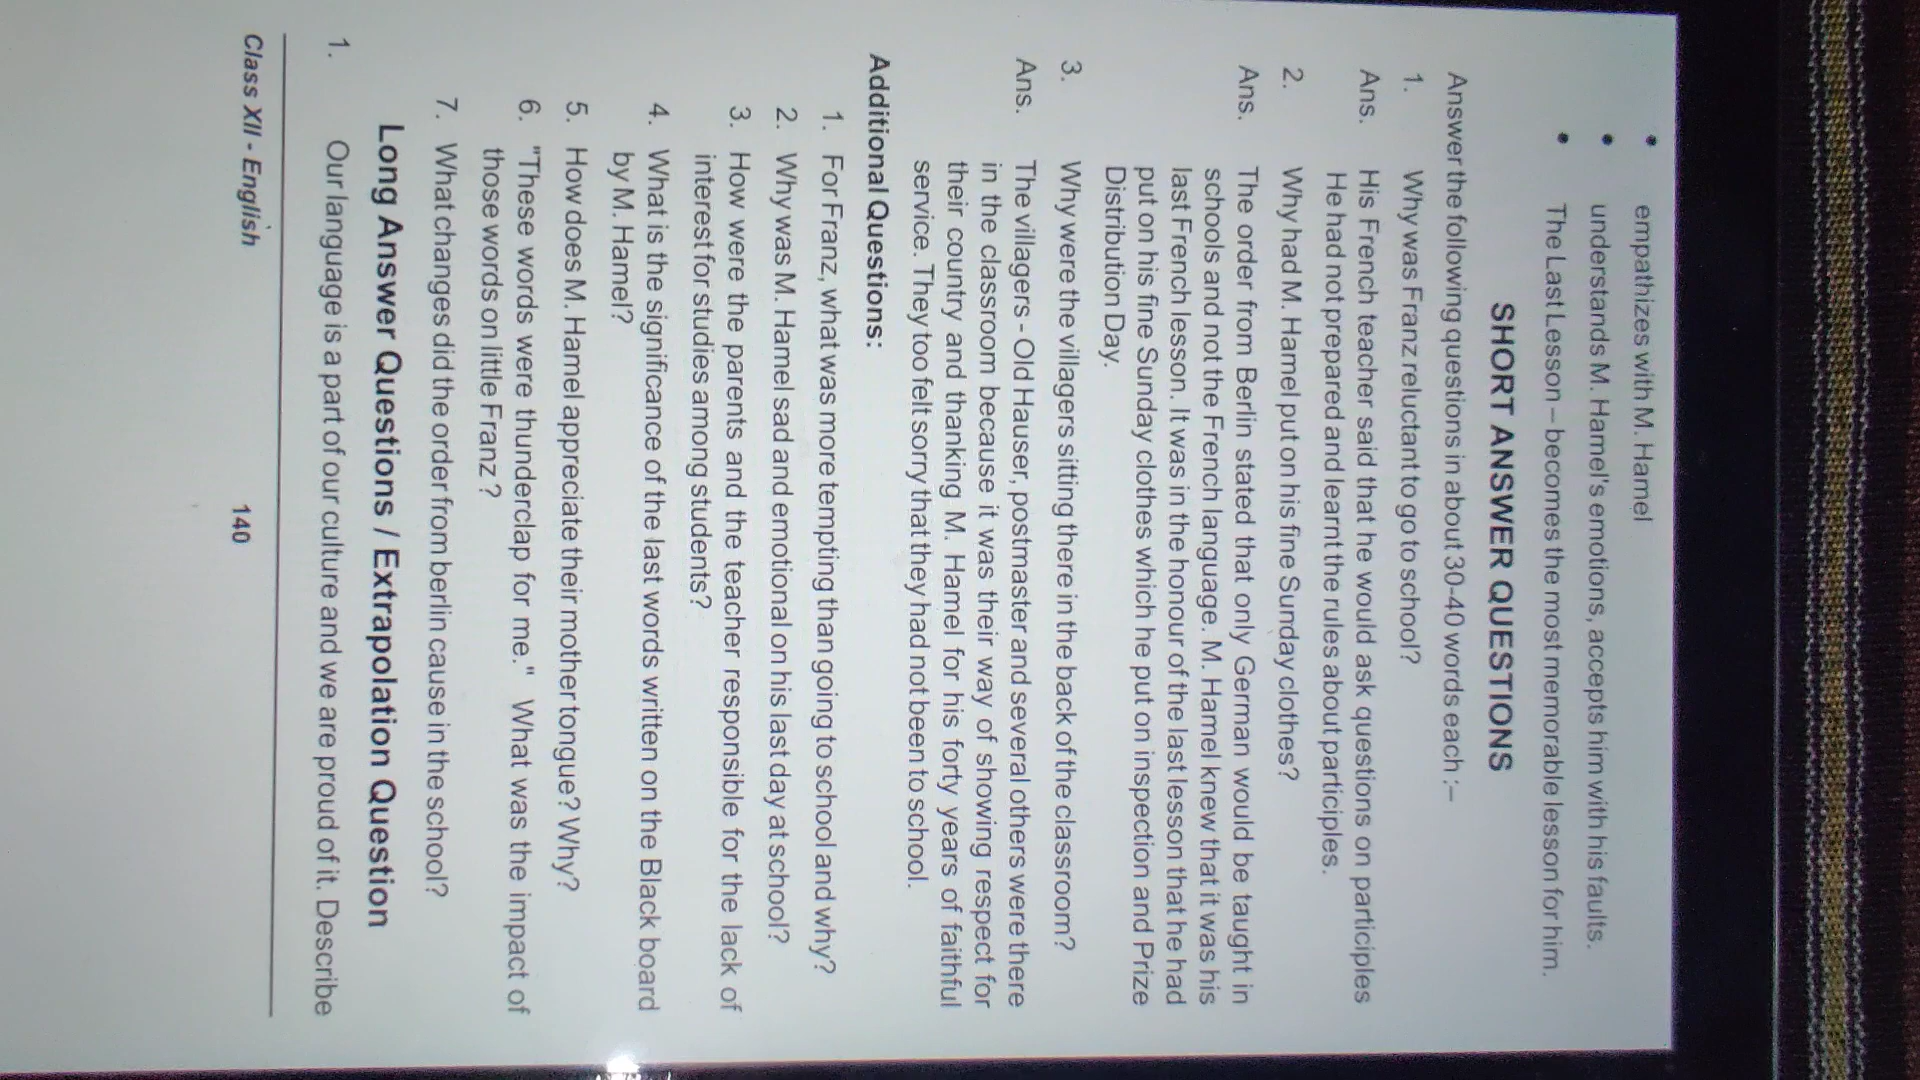 • empathizes with M. Hamel
• understands M. Hamel's emotions, accepts him with his faults.
• The Last Lesson – becomes the most memorable lesson for him.
SHORT ANSWER QUESTIONS
Answer the following questions in about 30-40 words each :–
1. Why was Franz reluctant to go to school?
Ans. His French teacher said that he would ask questions on participles
He had not prepared and learnt the rules about participles.
2. Why had M. Hamel put on his fine Sunday clothes?
Ans. The order from Berlin stated that only German would be taught in
schools and not the French language. M. Hamel knew that it was his
last French lesson. It was in the honour of the last lesson that he had
put on his fine Sunday clothes which he put on inspection and Prize
Distribution Day.
3. Why were the villagers sitting there in the back of the classroom?
Ans. The villagers - Old Hauser, postmaster and several others were there
in the classroom because it was their way of showing respect for
their country and thanking M. Hamel for his forty years of faithful
service. They too felt sorry that they had not been to school.
Additional Questions:
1. For Franz, what was more tempting than going to school and why?
2. Why was M. Hamel sad and emotional on his last day at school?
3. How were the parents and the teacher responsible for the lack of
interest for studies among students?
4. What is the significance of the last words written on the Black board
by M. Hamel?
5. How does M. Hamel appreciate their mother tongue? Why?
6. "These words were thunderclap for me." What was the impact of
those words on little Franz ?
7. What changes did the order from berlin cause in the school?
Long Answer Questions / Extrapolation Question
1. Our language is a part of our culture and we are proud of it. Describe
Class XII - English 140